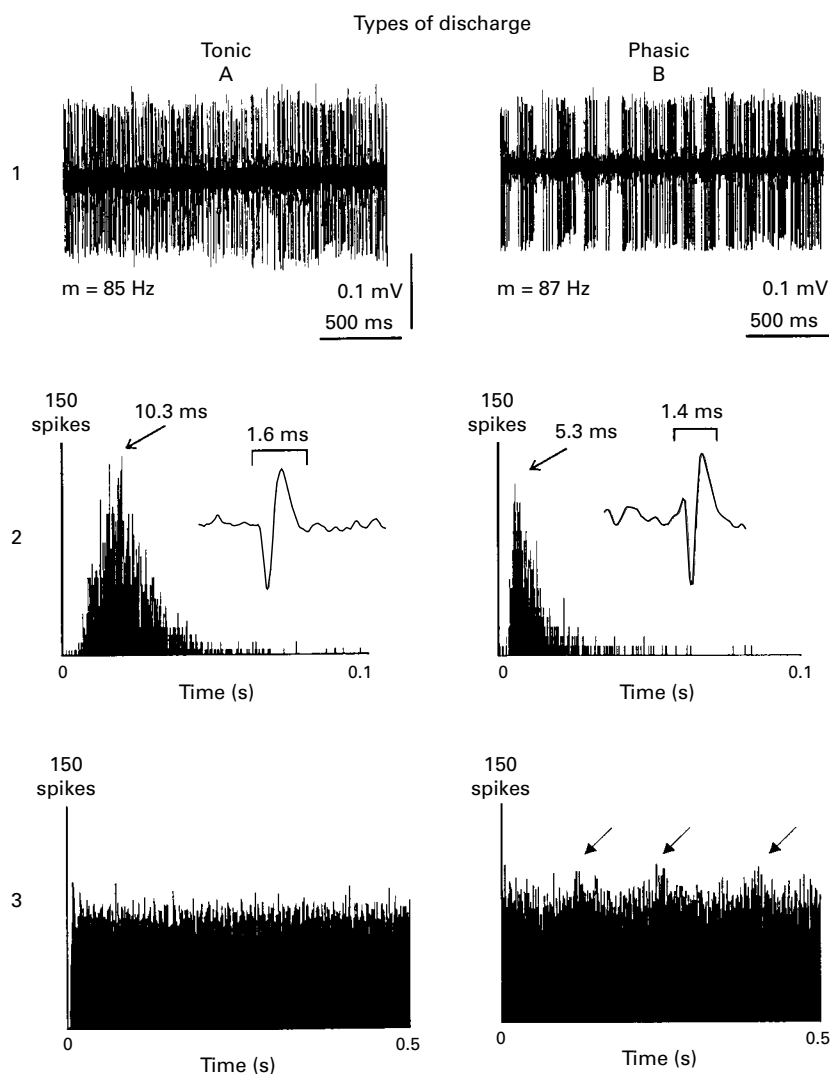 Types of discharge
Tonic
A
Phasic
B
1
m = 85 Hz
0.1 mV
500 ms
m = 87 Hz
0.1 mV
500 ms
2
150
spikes
10.3 ms
1.6 ms
0
0.1
Time (s)
150
spikes
5.3 ms
1.4 ms
0
0.1
Time (s)
3
150
spikes
0
0.5
Time (s)
150
spikes
0
0.5
Time (s)